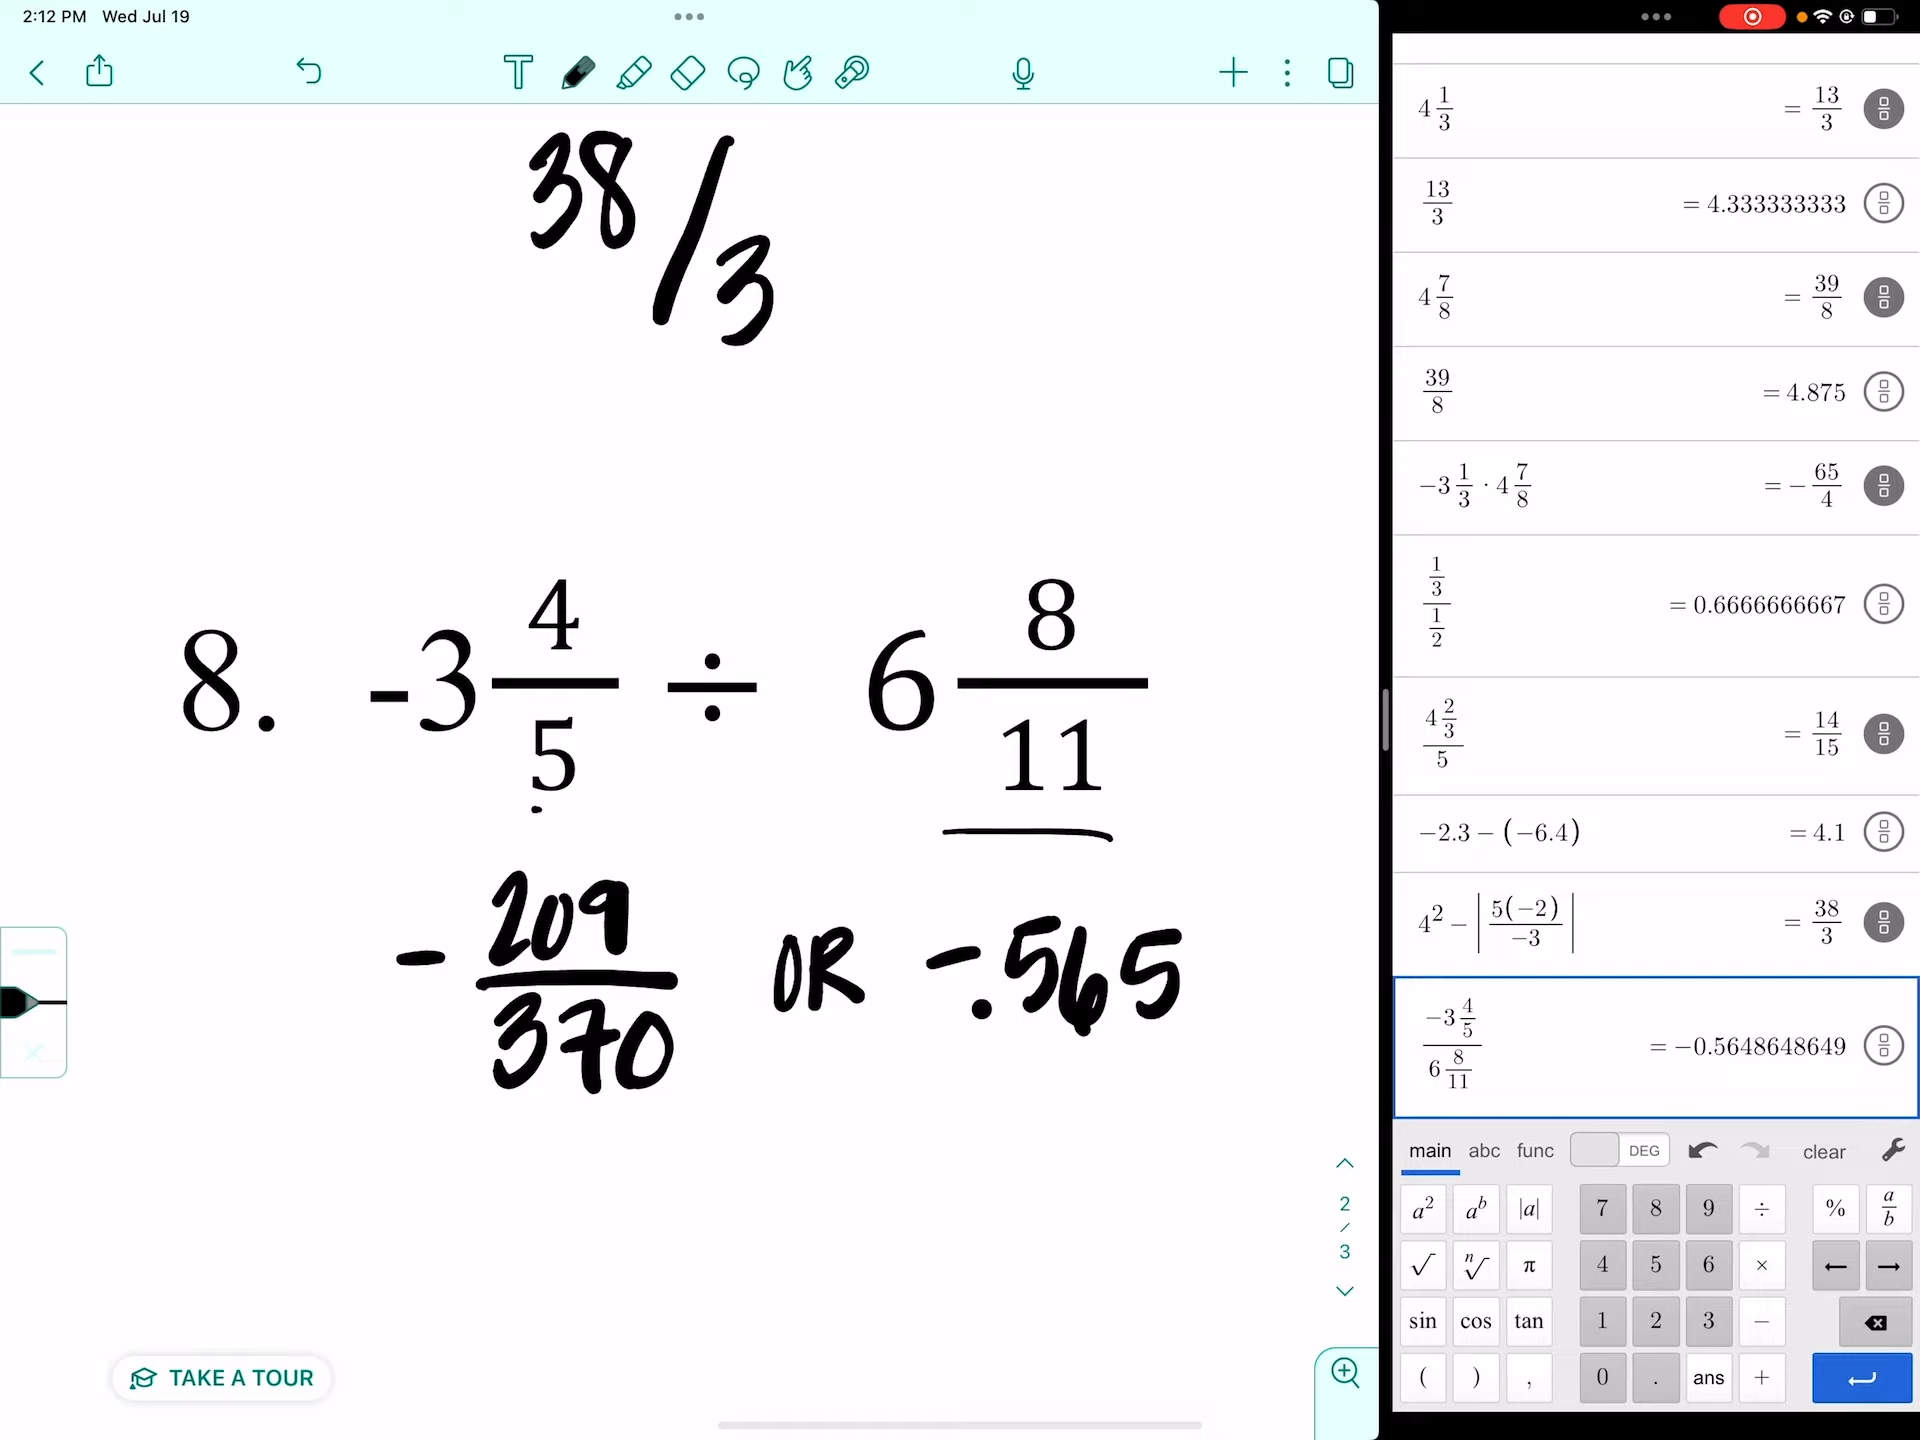 2:12 PM Wed Jul 19
T
38/3
8. -3 4/5 ÷ 6 8/11
- 209/370 OR -.565
2
/
3
TAKE A TOUR
4 1/3 = 13/3
13/3 = 4.333333333
4 7/8 = 39/8
39/8 = 4.875
−3 1/3 · 4 7/8 = −65/4
1/3 / 1/2 = 0.6666666667
4 2/3 / 5 = 14/15
−2.3 − (−6.4) = 4.1
4² − |5(−2)/−3| = 38/3
−3 4/5 / 6 8/11 = −0.5648648649
main abc func DEG clear
a² aᵇ |a| 7 8 9 ÷ % a/b
√ ⁿ√ π 4 5 6 × ← →
sin cos tan 1 2 3 −
( ) , 0 . ans +